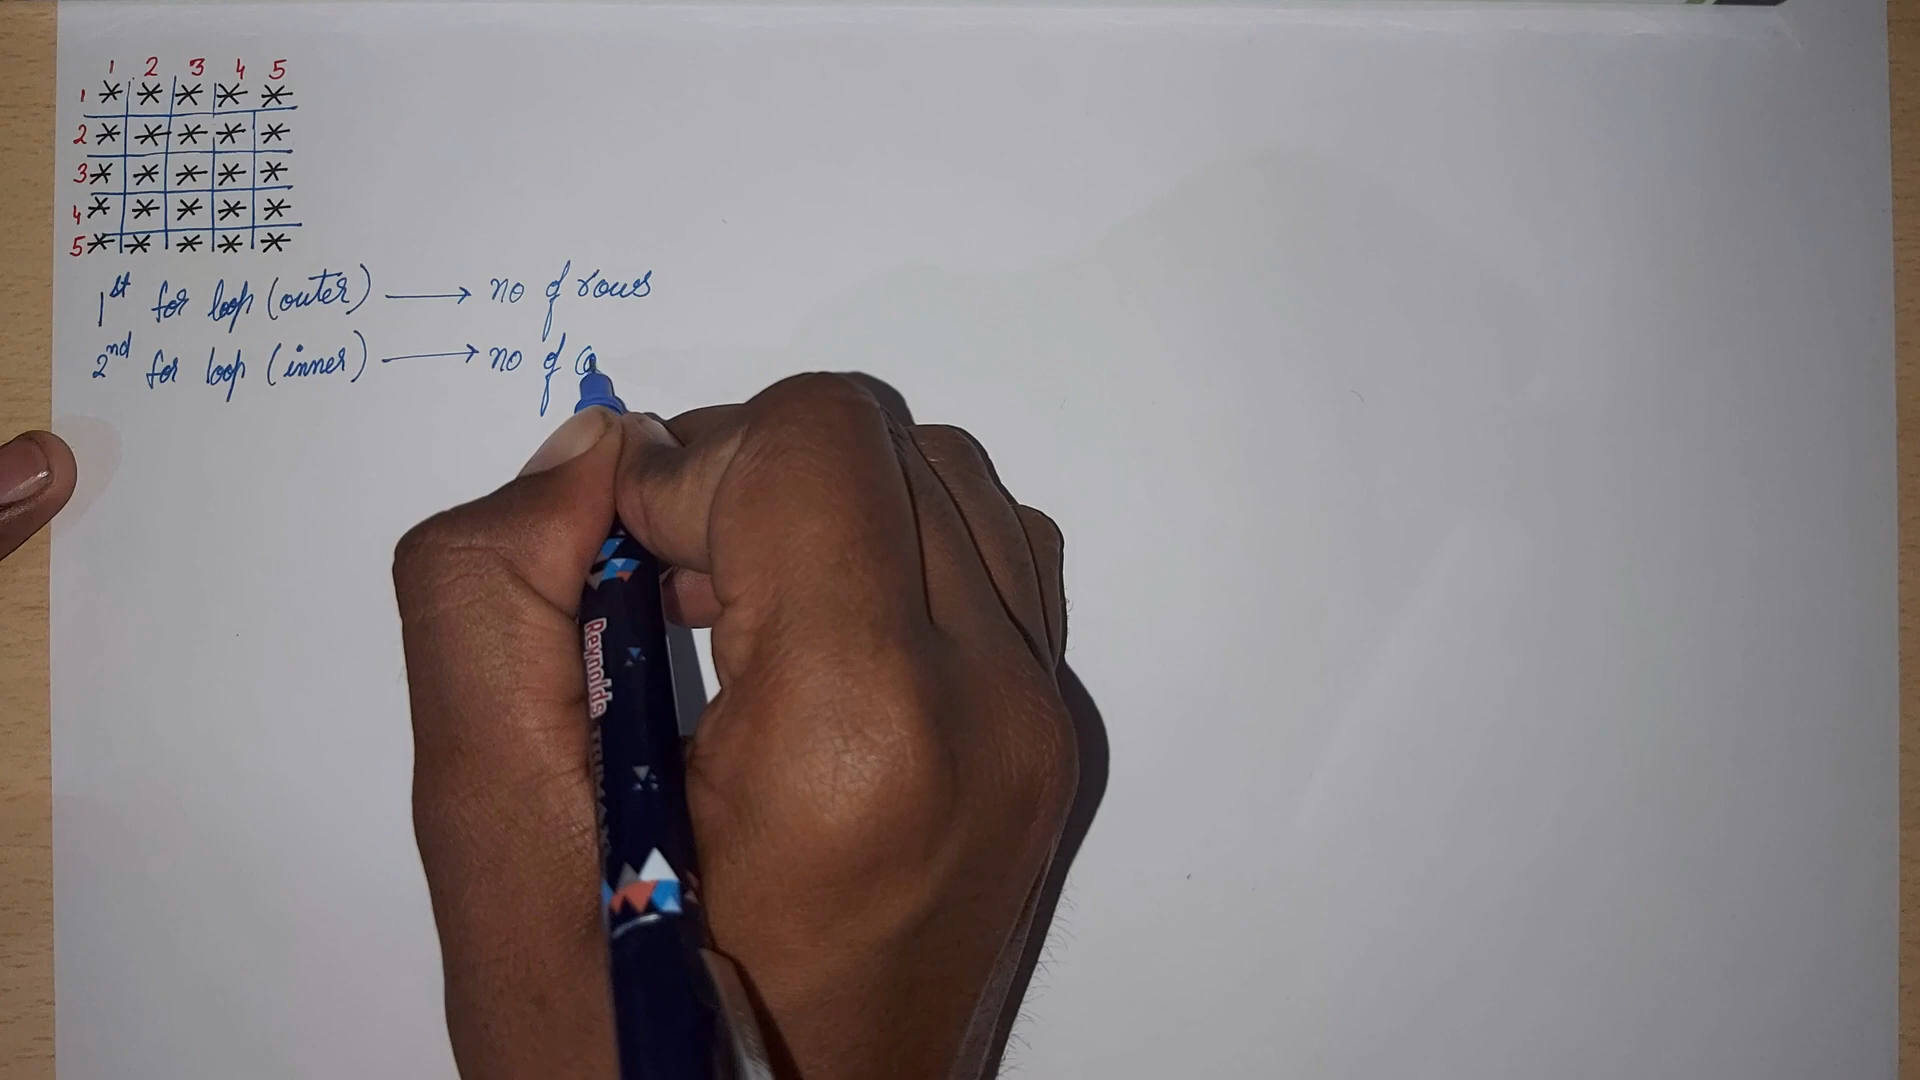 1 2 3 4 5
1 * * * * *
2 * * * * *
3 * * * * *
4 * * * * *
5 * * * * *
1st for loop (outer) → no of rows
2nd for loop (inner) → no of
Reynolds